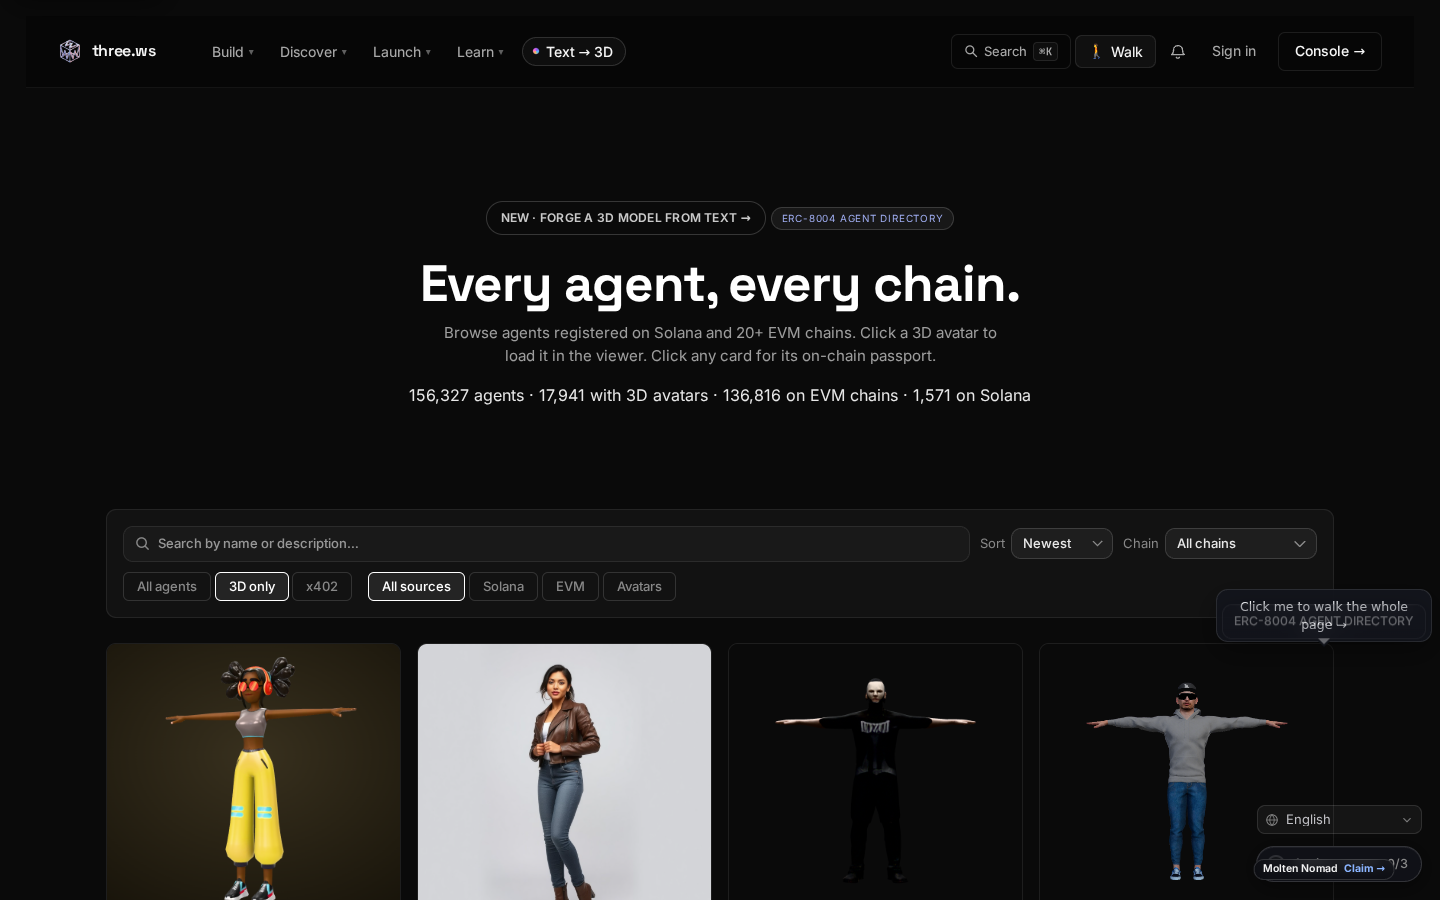 three.ws
Build
Discover
Launch
Learn
Text → 3D
Search ⌘K
Walk
Sign in
Console →
NEW · FORGE A 3D MODEL FROM TEXT →
ERC-8004 AGENT DIRECTORY
Every agent, every chain.
Browse agents registered on Solana and 20+ EVM chains. Click a 3D avatar to
load it in the viewer. Click any card for its on-chain passport.
156,327 agents · 17,941 with 3D avatars · 136,816 on EVM chains · 1,571 on Solana
Search by name or description...
Sort
Newest
Chain
All chains
All agents
3D only
x402
All sources
Solana
EVM
Avatars
Click me to walk the whole
page →
ERC-8004 AGENT DIRECTORY
English
Molten Nomad Claim →
/3